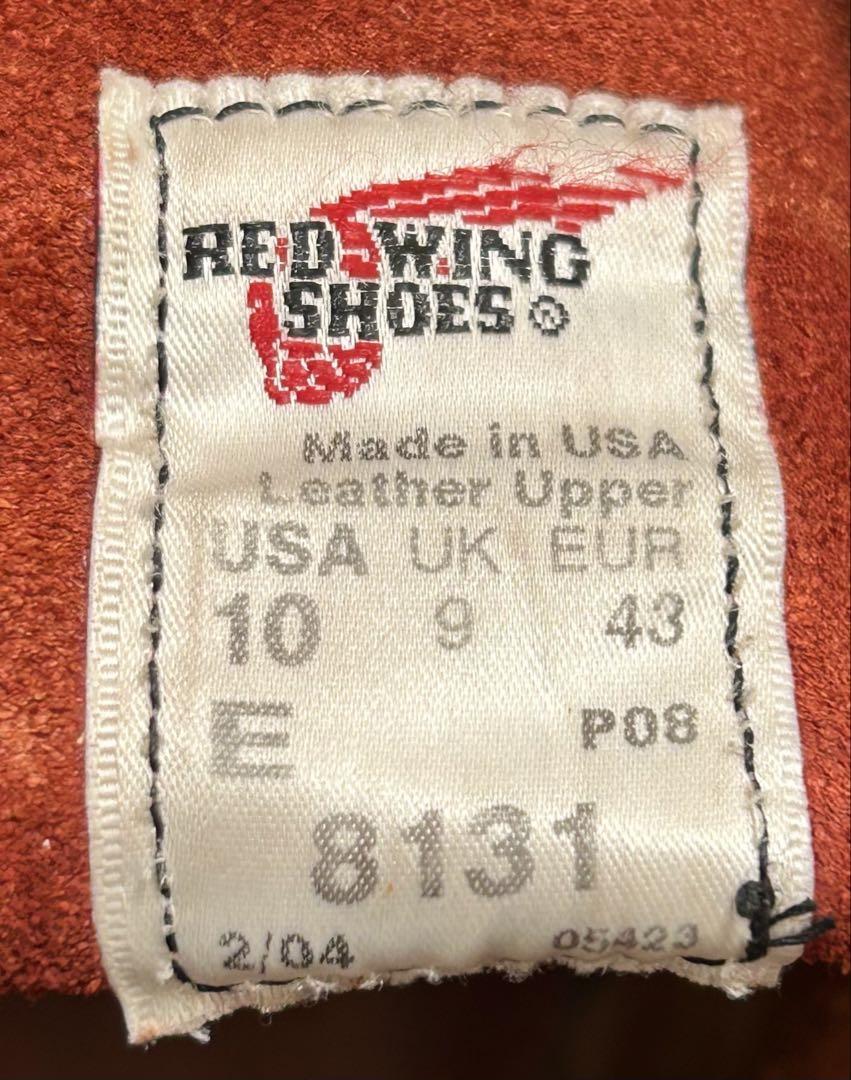 RED WING
SHOES ®
Made in USA
Leather Upper
USA UK EUR
10 9 43
E P08
8131
2/04 05423